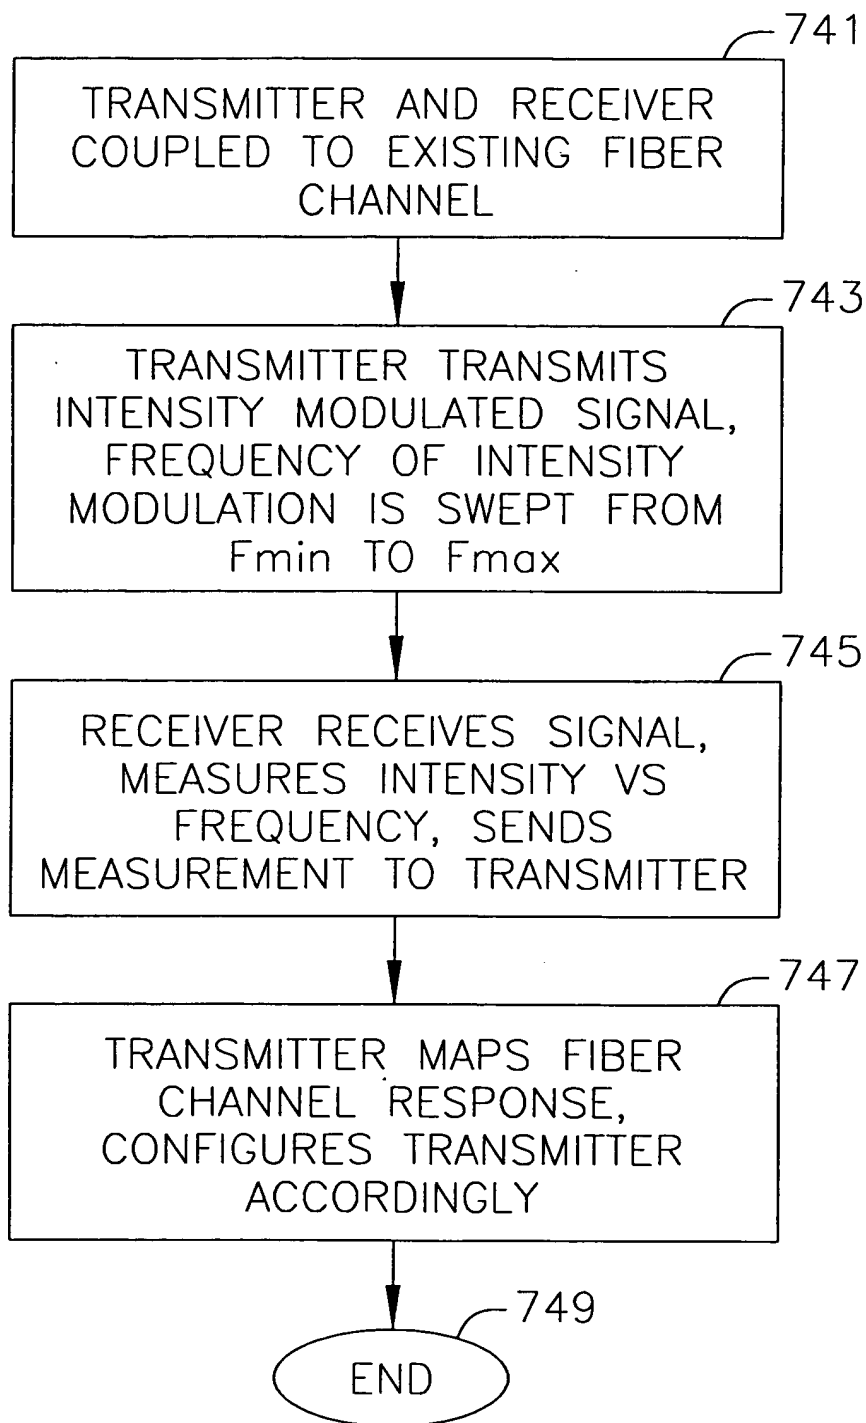 741
TRANSMITTER AND RECEIVER
COUPLED TO EXISTING FIBER
CHANNEL
743
TRANSMITTER TRANSMITS
INTENSITY MODULATED SIGNAL,
FREQUENCY OF INTENSITY
MODULATION IS SWEPT FROM
Fmin TO Fmax
745
RECEIVER RECEIVES SIGNAL,
MEASURES INTENSITY VS
FREQUENCY, SENDS
MEASUREMENT TO TRANSMITTER
747
TRANSMITTER MAPS FIBER
CHANNEL RESPONSE,
CONFIGURES TRANSMITTER
ACCORDINGLY
749
END